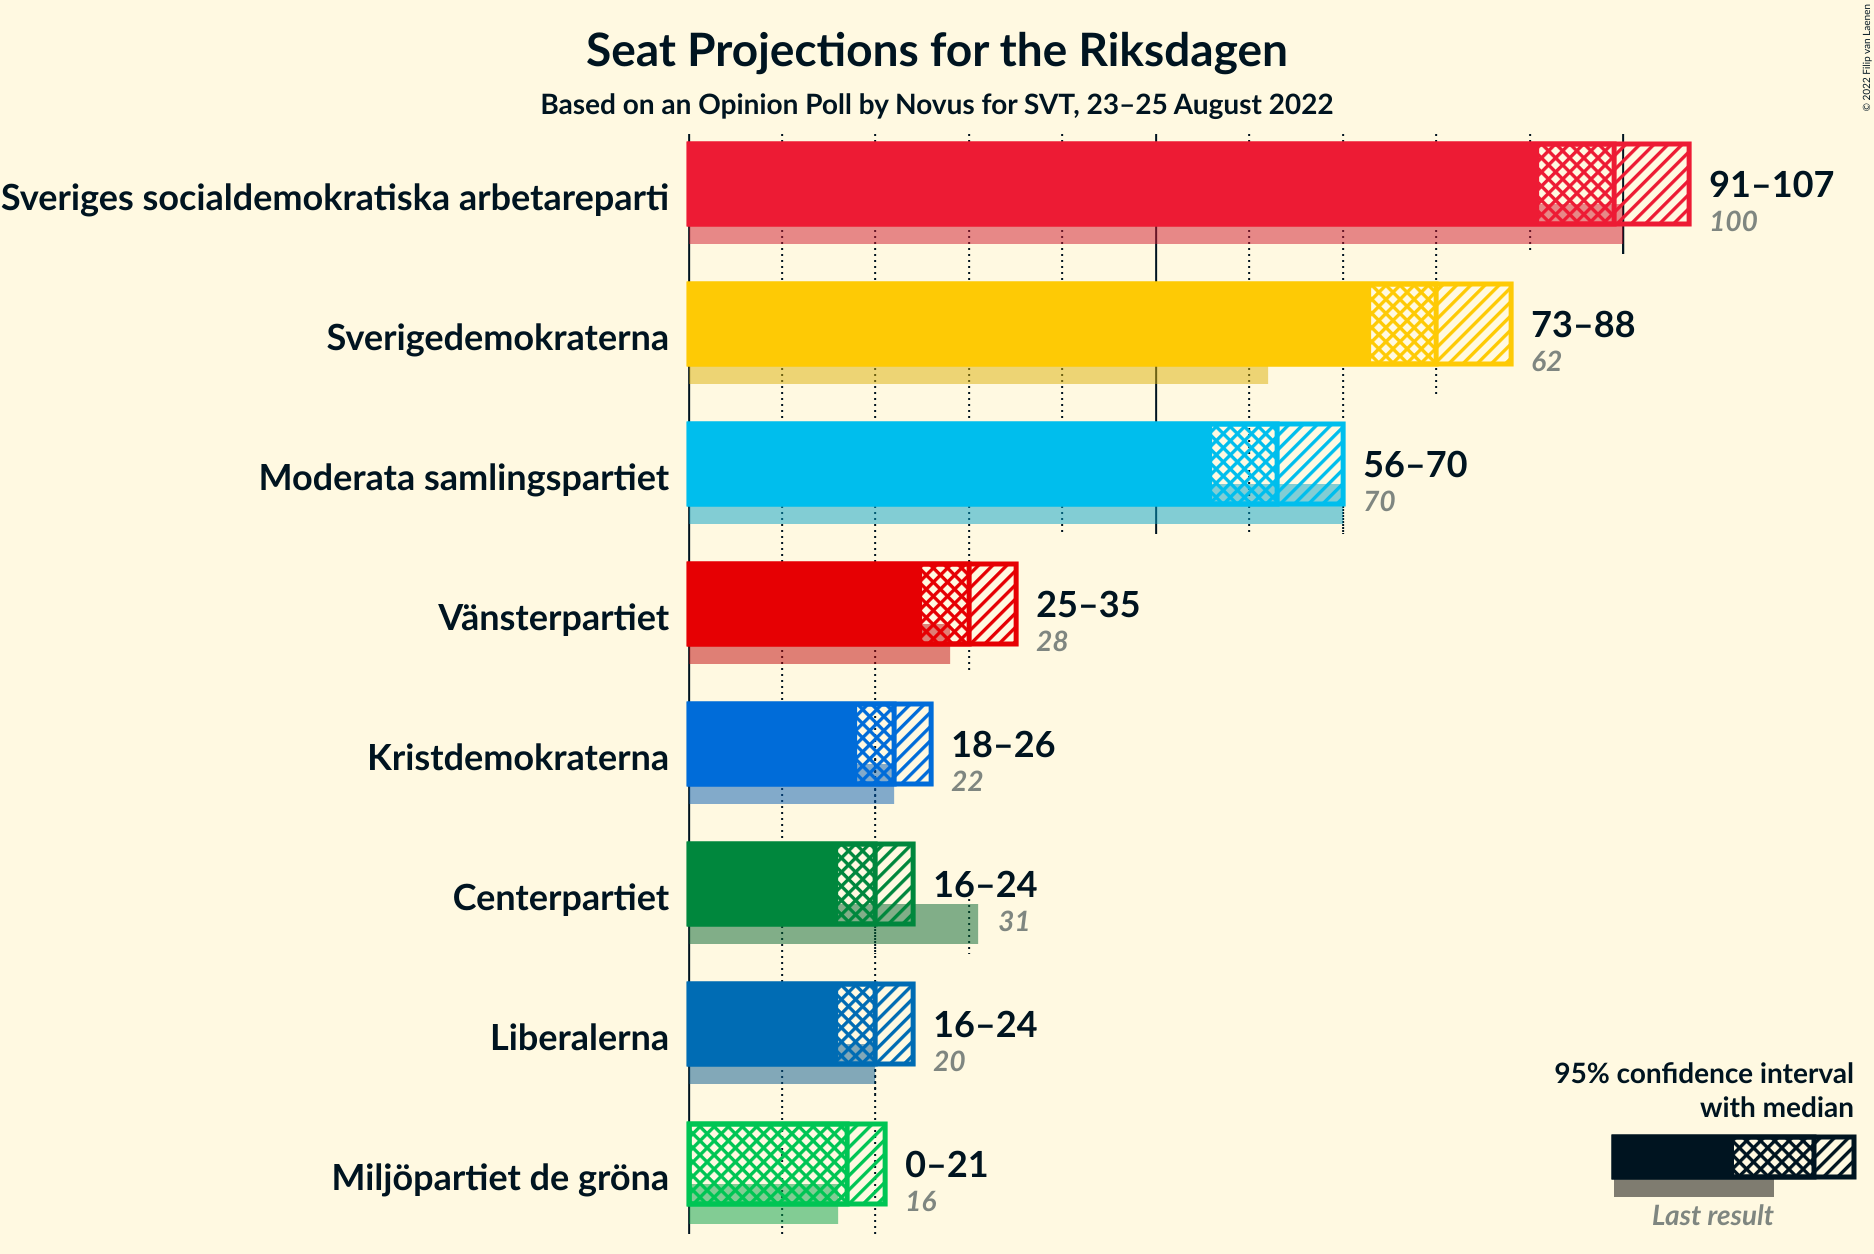 Seat Projections for the Riksdagen
Based on an Opinion Poll by Novus for SVT, 23–25 August 2022
© 2022 Filip van Laenen
Sveriges socialdemokratiska arbetareparti
91–107
100
Sverigedemokraterna
73–88
62
Moderata samlingspartiet
56–70
70
Vänsterpartiet
25–35
28
Kristdemokraterna
18–26
22
Centerpartiet
16–24
31
Liberalerna
16–24
20
Miljöpartiet de gröna
0–21
16
95% confidence interval
with median
Last result